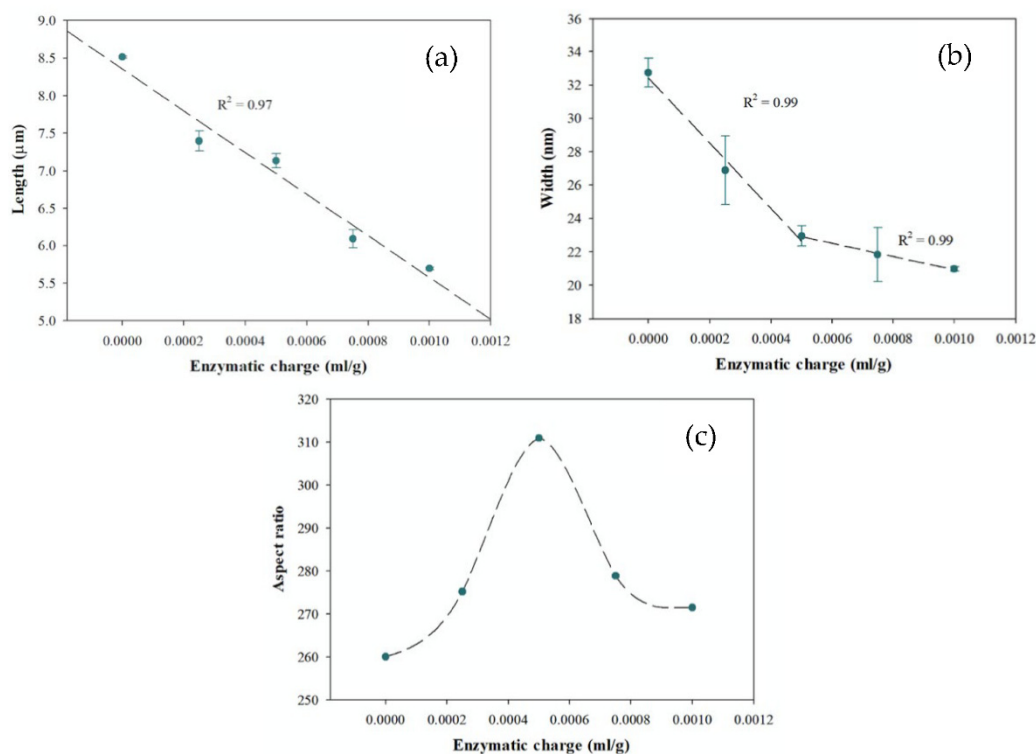 (a)
R² = 0.97
Length (μm)
9.0
8.5
8.0
7.5
7.0
6.5
6.0
5.5
5.0
0.0000 0.0002 0.0004 0.0006 0.0008 0.0010 0.0012
Enzymatic charge (ml/g)
(b)
R² = 0.99
R² = 0.99
Width (nm)
36
34
32
30
28
26
24
22
20
18
0.0000 0.0002 0.0004 0.0006 0.0008 0.0010 0.0012
Enzymatic charge (ml/g)
(c)
Aspect ratio
320
310
300
290
280
270
260
250
0.0000 0.0002 0.0004 0.0006 0.0008 0.0010 0.0012
Enzymatic charge (ml/g)